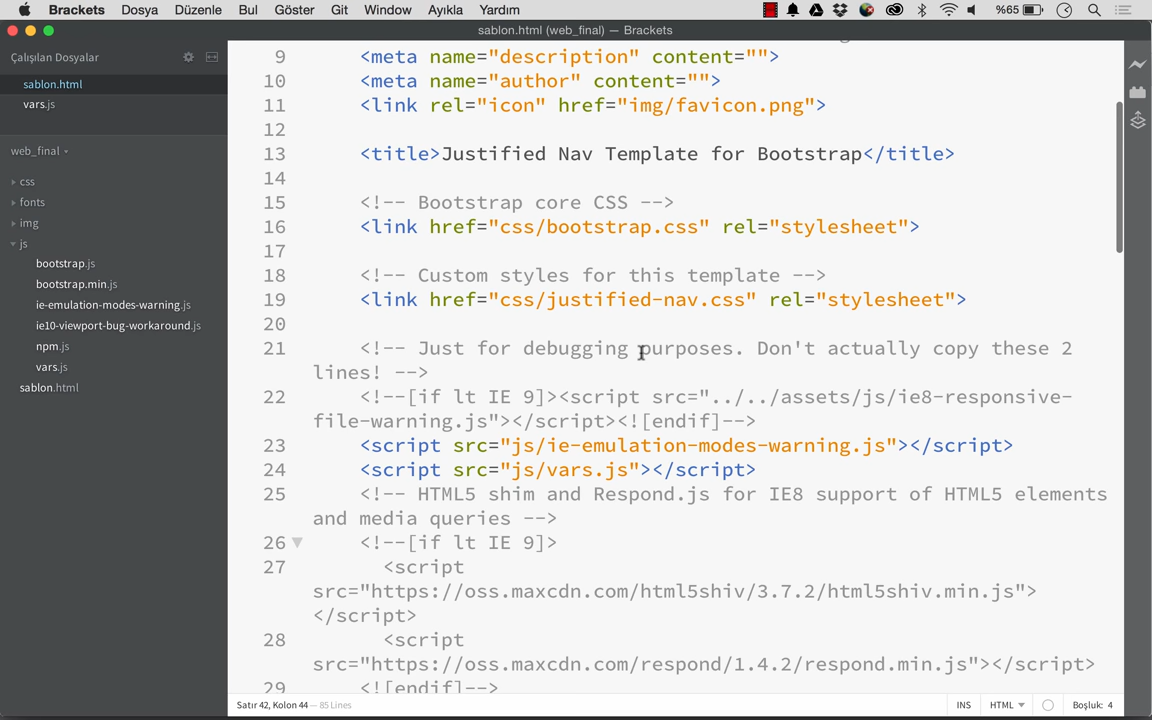 Brackets Dosya Düzenle Bul Göster Git Window Ayıkla Yardım %65
sablon.html (web_final) — Brackets
Çalışılan Dosyalar
sablon.html
vars.js
web_final
css
fonts
img
js
bootstrap.js
bootstrap.min.js
ie-emulation-modes-warning.js
ie10-viewport-bug-workaround.js
npm.js
vars.js
sablon.html
9 <meta name="description" content="">
10 <meta name="author" content="">
11 <link rel="icon" href="img/favicon.png">
12
13 <title>Justified Nav Template for Bootstrap</title>
14
15 <!-- Bootstrap core CSS -->
16 <link href="css/bootstrap.css" rel="stylesheet">
17
18 <!-- Custom styles for this template -->
19 <link href="css/justified-nav.css" rel="stylesheet">
20
21 <!-- Just for debugging purposes. Don't actually copy these 2
lines! -->
22 <!--[if lt IE 9]><script src="../../assets/js/ie8-responsive-
file-warning.js"></script><![endif]-->
23 <script src="js/ie-emulation-modes-warning.js"></script>
24 <script src="js/vars.js"></script>
25 <!-- HTML5 shim and Respond.js for IE8 support of HTML5 elements
and media queries -->
26 <!--[if lt IE 9]>
27 <script
src="https://oss.maxcdn.com/html5shiv/3.7.2/html5shiv.min.js">
</script>
28 <script
src="https://oss.maxcdn.com/respond/1.4.2/respond.min.js"></script>
29 <![endif]-->
Satır 42, Kolon 44 — 85 Lines INS HTML Boşluk: 4